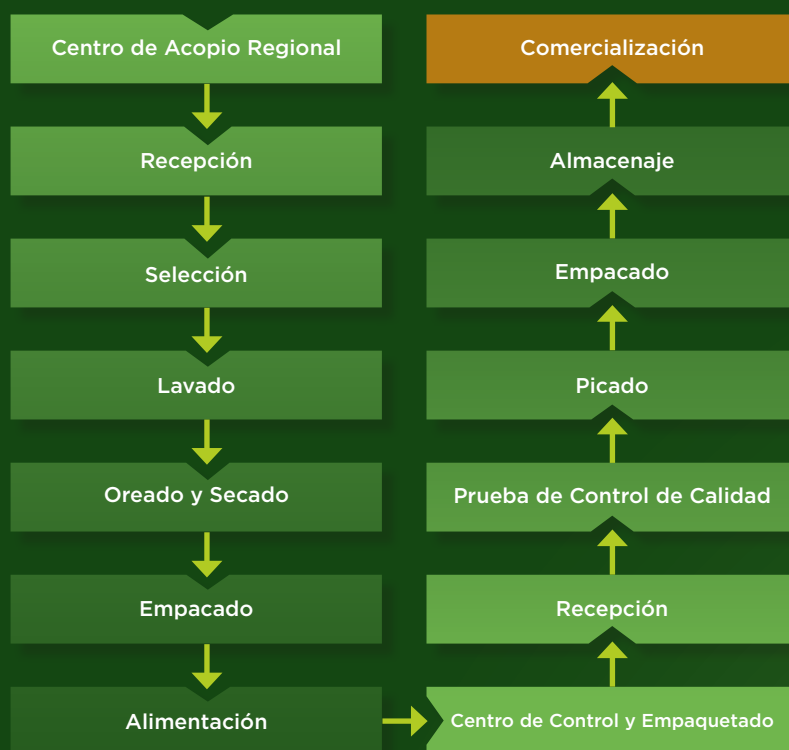 Centro de Acopio Regional
Recepción
Selección
Lavado
Oreado y Secado
Empacado
Alimentación
Centro de Control y Empaquetado
Recepción
Prueba de Control de Calidad
Picado
Empacado
Almacenaje
Comercialización